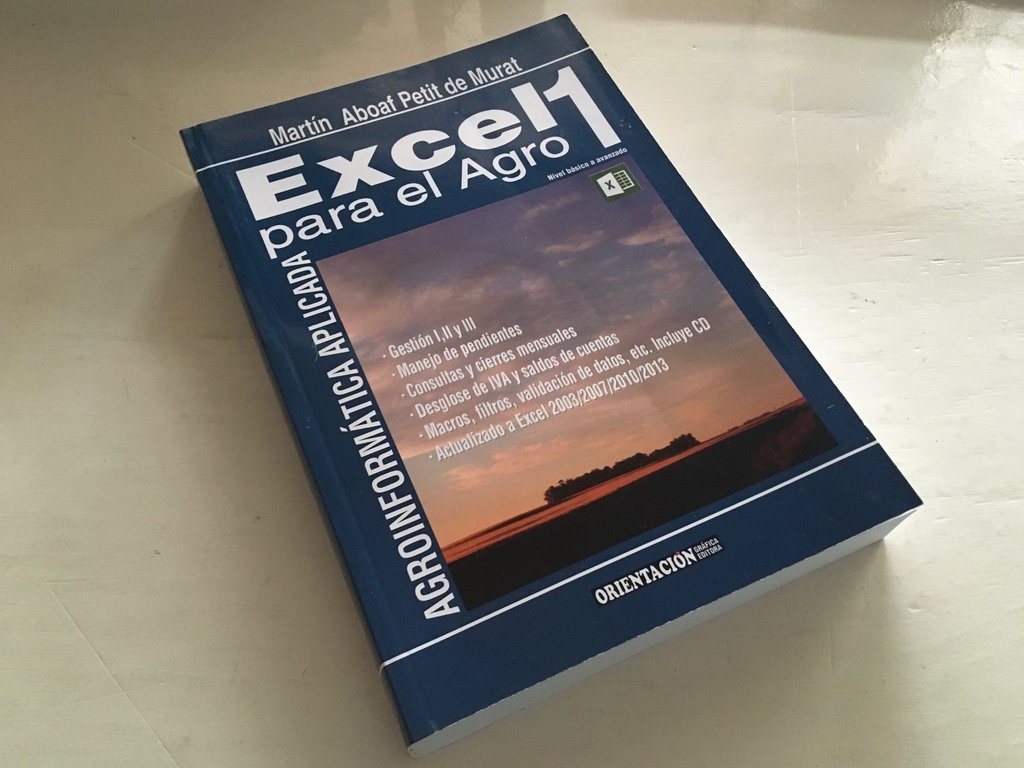 Martín Aboaf Petit de Murat
Excel 1
para el Agro
Nivel básico a avanzado
X
AGROINFORMÁTICA APLICADA
- Gestión I,II y III
- Manejo de pendientes
- Consultas y cierres mensuales
- Desglose de IVA y saldos de cuentas
- Macros, filtros, validación de datos, etc. Incluye CD
- Actualizado a Excel 2003/2007/2010/2013
ORIENTACIÓN GRÁFICA
EDITORA